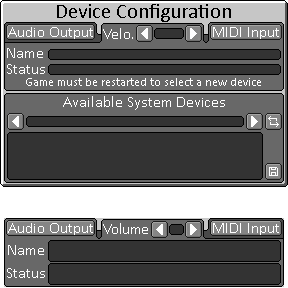 Device Configuration
Audio Output Velo. MIDI Input
Name
Status
Game must be restarted to select a new device
Available System Devices
Audio Output Volume MIDI Input
Name
Status